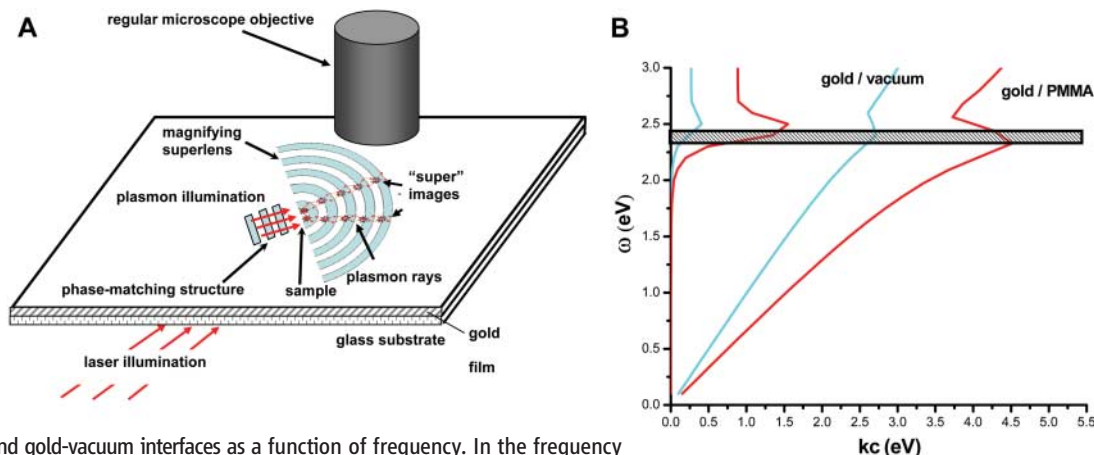 A
regular microscope objective
magnifying
superlens
plasmon illumination
"super"
images
plasmon rays
phase-matching structure
sample
glass substrate
gold
film
laser illumination
B
gold / vacuum
gold / PMMA
3.0
2.5
2.0
1.5
1.0
0.5
0.0
ω (eV)
0.0 0.5 1.0 1.5 2.0 2.5 3.0 3.5 4.0 4.5 5.0 5.5
kc (eV)
nd gold-vacuum interfaces as a function of frequency. In the frequency